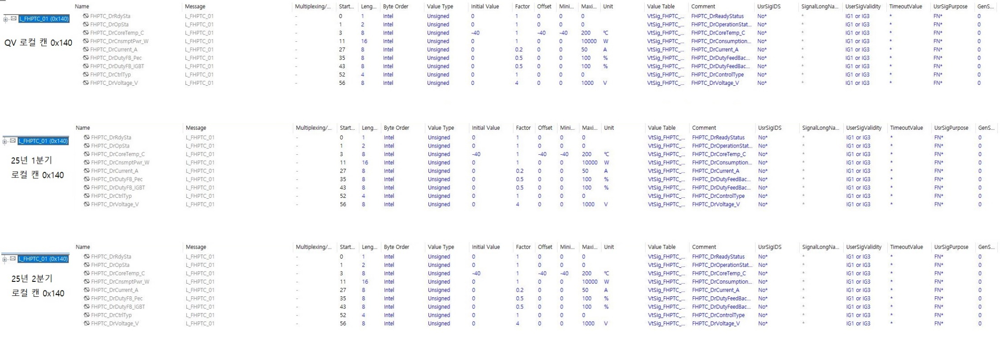 Name Message Multiplexing/... Start... Leng... Byte Order Value Type Initial Value Factor Offset Mini... Maxi... Unit Value Table Comment UsrSigIDS SignalLongNa... UserSigValidity TimeoutValue UsrSigPurpose GenS...
L_FHPTC_01 (0x140)
QV 로컬 캔 0x140
FHPTC_DrRdySta L_FHPTC_01 - 0 1 Intel Unsigned 0 1 0 0 0 VtSig_FHPTC_... FHPTC_DrReadyStatus No* * IG1 or IG3 * FN* 0
FHPTC_DrOpSta L_FHPTC_01 - 1 2 Intel Unsigned 0 1 0 0 0 VtSig_FHPTC_... FHPTC_DrOperationStat... No* * IG1 or IG3 * FN* 0
FHPTC_DrCoreTemp_C L_FHPTC_01 - 3 8 Intel Unsigned -40 1 -40 -40 200 ℃ VtSig_FHPTC_... FHPTC_DrCoreTemp_C No* * IG1 or IG3 * FN* 0
FHPTC_DrCnsmptPwr_W L_FHPTC_01 - 11 16 Intel Unsigned 0 1 0 0 10000 W VtSig_FHPTC_... FHPTC_DrConsumption... No* * IG1 or IG3 * FN* 0
FHPTC_DrCurrent_A L_FHPTC_01 - 27 8 Intel Unsigned 0 0.2 0 0 50 A VtSig_FHPTC_... FHPTC_DrCurrent_A No* * IG1 or IG3 * FN* 0
FHPTC_DrDutyFB_Pec L_FHPTC_01 - 35 8 Intel Unsigned 0 0.5 0 0 100 % VtSig_FHPTC_... FHPTC_DrDutyFeedBac... No* * IG1 or IG3 * FN* 0
FHPTC_DrDutyFB_IGBT L_FHPTC_01 - 43 8 Intel Unsigned 0 0.5 0 0 100 % VtSig_FHPTC_... FHPTC_DrDutyFeedBac... No* * IG1 or IG3 * FN* 0
FHPTC_DrCtrlTyp L_FHPTC_01 - 52 4 Intel Unsigned 0 1 0 0 0 VtSig_FHPTC_... FHPTC_DrControlType No* * IG1 or IG3 * FN* 0
FHPTC_DrVoltage_V L_FHPTC_01 - 56 8 Intel Unsigned 0 4 0 0 1000 V VtSig_FHPTC_... FHPTC_DrVoltage_V No* * IG1 or IG3 * FN* 0
Name Message Multiplexing/... Start... Leng... Byte Order Value Type Initial Value Factor Offset Mini... Maxi... Unit Value Table Comment UsrSigIDS SignalLongNa... UserSigValidity TimeoutValue UsrSigPurpose GenS...
L_FHPTC_01 (0x140)
25년 1분기
로컬 캔 0x140
FHPTC_DrRdySta L_FHPTC_01 - 0 1 Intel Unsigned 0 1 0 0 0 VtSig_FHPTC_... FHPTC_DrReadyStatus No* * IG1 or IG3 * FN* 0
FHPTC_DrOpSta L_FHPTC_01 - 1 2 Intel Unsigned 0 1 0 0 0 VtSig_FHPTC_... FHPTC_DrOperationStat... No* * IG1 or IG3 * FN* 0
FHPTC_DrCoreTemp_C L_FHPTC_01 - 3 8 Intel Unsigned -40 1 -40 -40 200 ℃ VtSig_FHPTC_... FHPTC_DrCoreTemp_C No* * IG1 or IG3 * FN* 0
FHPTC_DrCnsmptPwr_W L_FHPTC_01 - 11 16 Intel Unsigned 0 1 0 0 10000 W VtSig_FHPTC_... FHPTC_DrConsumption... No* * IG1 or IG3 * FN* 0
FHPTC_DrCurrent_A L_FHPTC_01 - 27 8 Intel Unsigned 0 0.2 0 0 50 A VtSig_FHPTC_... FHPTC_DrCurrent_A No* * IG1 or IG3 * FN* 0
FHPTC_DrDutyFB_Pec L_FHPTC_01 - 35 8 Intel Unsigned 0 0.5 0 0 100 % VtSig_FHPTC_... FHPTC_DrDutyFeedBac... No* * IG1 or IG3 * FN* 0
FHPTC_DrDutyFB_IGBT L_FHPTC_01 - 43 8 Intel Unsigned 0 0.5 0 0 100 % VtSig_FHPTC_... FHPTC_DrDutyFeedBac... No* * IG1 or IG3 * FN* 0
FHPTC_DrCtrlTyp L_FHPTC_01 - 52 4 Intel Unsigned 0 1 0 0 0 VtSig_FHPTC_... FHPTC_DrControlType No* * IG1 or IG3 * FN* 0
FHPTC_DrVoltage_V L_FHPTC_01 - 56 8 Intel Unsigned 0 4 0 0 1000 V VtSig_FHPTC_... FHPTC_DrVoltage_V No* * IG1 or IG3 * FN* 0
Name Message Multiplexing/... Start... Leng... Byte Order Value Type Initial Value Factor Offset Mini... Maxi... Unit Value Table Comment UsrSigIDS SignalLongNa... UserSigValidity TimeoutValue UsrSigPurpose GenS...
L_FHPTC_01 (0x140)
25년 2분기
로컬 캔 0x140
FHPTC_DrRdySta L_FHPTC_01 - 0 1 Intel Unsigned 0 1 0 0 0 VtSig_FHPTC_... FHPTC_DrReadyStatus No* * IG1 or IG3 * FN* 0
FHPTC_DrOpSta L_FHPTC_01 - 1 2 Intel Unsigned 0 1 0 0 0 VtSig_FHPTC_... FHPTC_DrOperationStat... No* * IG1 or IG3 * FN* 0
FHPTC_DrCoreTemp_C L_FHPTC_01 - 3 8 Intel Unsigned -40 1 -40 -40 200 ℃ VtSig_FHPTC_... FHPTC_DrCoreTemp_C No* * IG1 or IG3 * FN* 0
FHPTC_DrCnsmptPwr_W L_FHPTC_01 - 11 16 Intel Unsigned 0 1 0 0 10000 W VtSig_FHPTC_... FHPTC_DrConsumption... No* * IG1 or IG3 * FN* 0
FHPTC_DrCurrent_A L_FHPTC_01 - 27 8 Intel Unsigned 0 0.2 0 0 50 A VtSig_FHPTC_... FHPTC_DrCurrent_A No* * IG1 or IG3 * FN* 0
FHPTC_DrDutyFB_Pec L_FHPTC_01 - 35 8 Intel Unsigned 0 0.5 0 0 100 % VtSig_FHPTC_... FHPTC_DrDutyFeedBac... No* * IG1 or IG3 * FN* 0
FHPTC_DrDutyFB_IGBT L_FHPTC_01 - 43 8 Intel Unsigned 0 0.5 0 0 100 % VtSig_FHPTC_... FHPTC_DrDutyFeedBac... No* * IG1 or IG3 * FN* 0
FHPTC_DrCtrlTyp L_FHPTC_01 - 52 4 Intel Unsigned 0 1 0 0 0 VtSig_FHPTC_... FHPTC_DrControlType No* * IG1 or IG3 * FN* 0
FHPTC_DrVoltage_V L_FHPTC_01 - 56 8 Intel Unsigned 0 4 0 0 1000 V VtSig_FHPTC_... FHPTC_DrVoltage_V No* * IG1 or IG3 * FN* 0